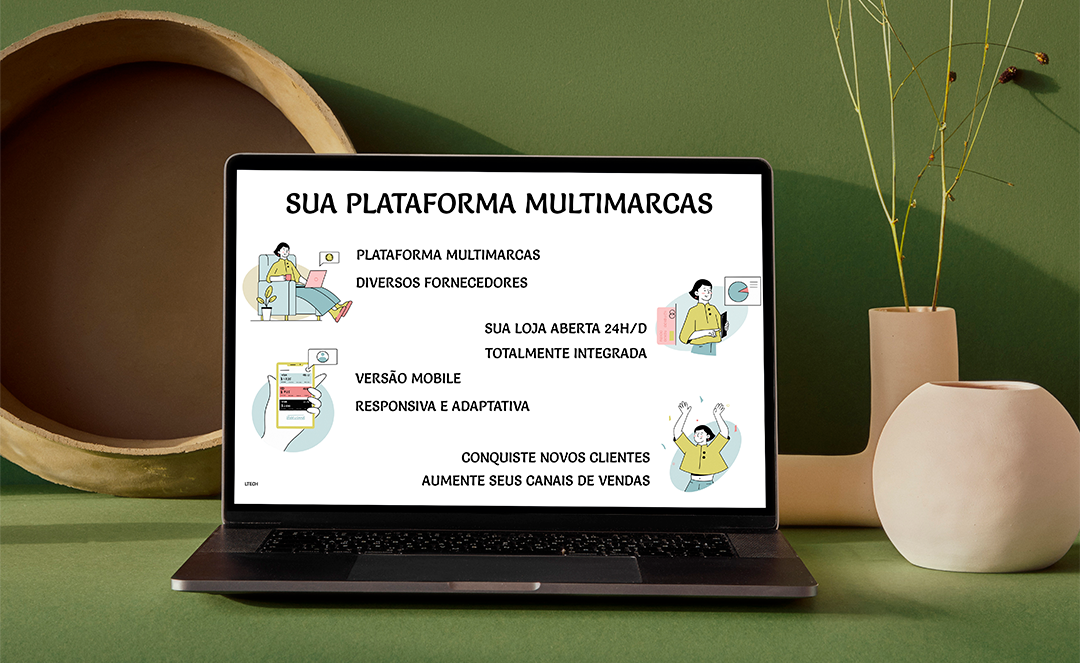 SUA PLATAFORMA MULTIMARCAS
PLATAFORMA MULTIMARCAS
DIVERSOS FORNECEDORES
SUA LOJA ABERTA 24H/D
TOTALMENTE INTEGRADA
VERSÃO MOBILE
RESPONSIVA E ADAPTATIVA
CONQUISTE NOVOS CLIENTES
AUMENTE SEUS CANAIS DE VENDAS
LTECH